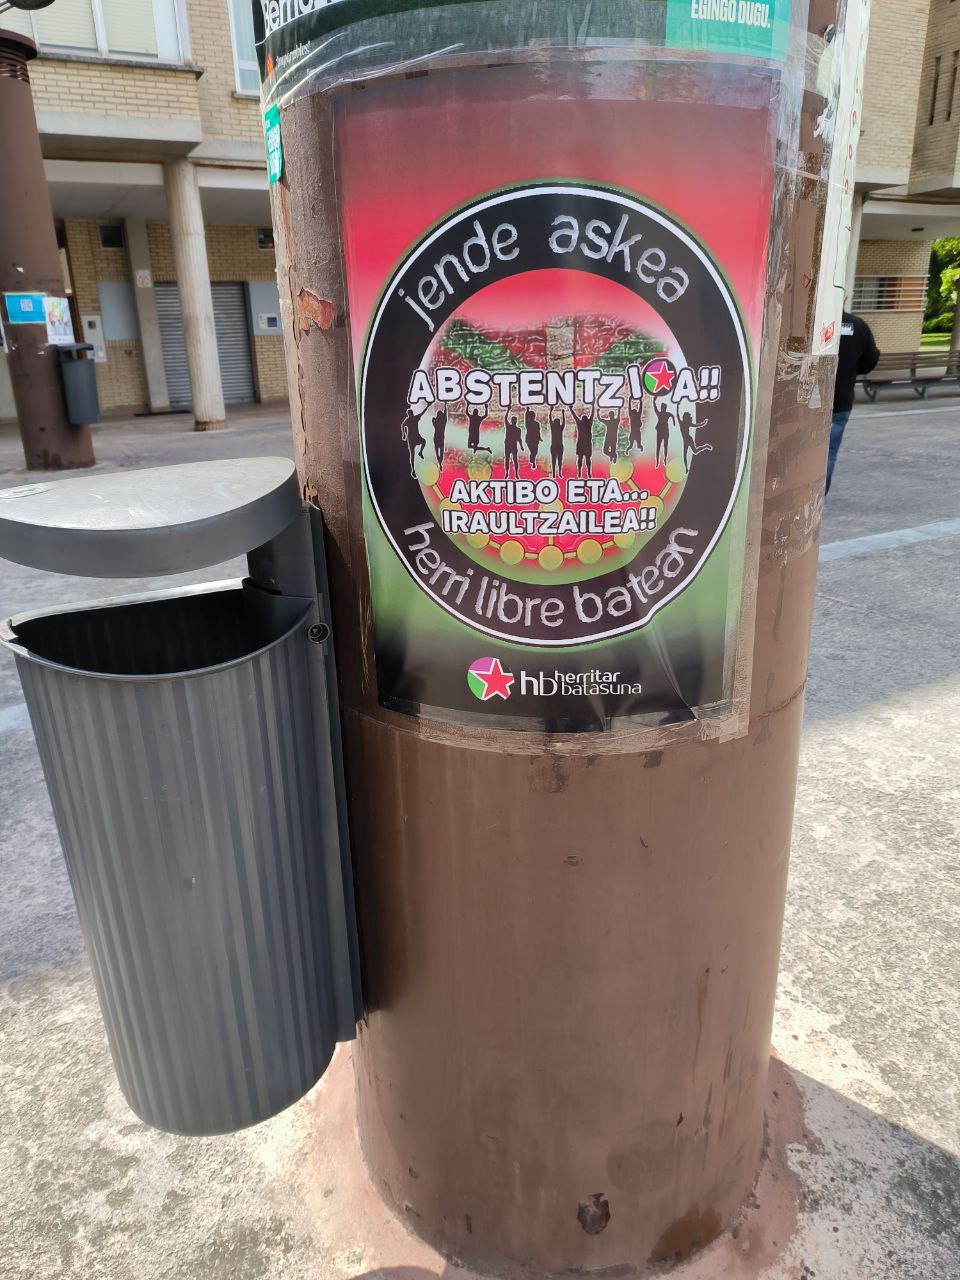 EGINGO DUGU.
jende askea
ABSTENTZIOA!!
AKTIBO ETA...
IRAULTZAILEA!!
herri libre batean
hb herritar
batasuna